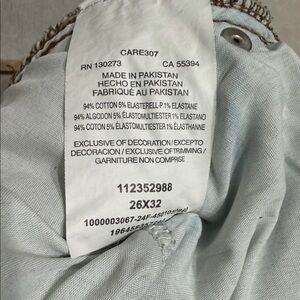 CARE307
RN 130273 CA 55394
MADE IN PAKISTAN
HECHO EN PAKISTAN
FABRIQUÉ AU PAKISTAN
94% COTTON 5% ELASTERELL-P.1% ELASTANE
94% ALGODON 5% ELASTOMULTIESTER 1% ELASTANO
94% COTON 5% ÉLASTOMULTIESTER 1% ÉLASTHANNE
EXCLUSIVE OF DECORATION / EXCEPTO
DECORACION / EXCLUSIVE OF TRIMMING /
GARNITURE NON COMPRISE
112352988
26X32